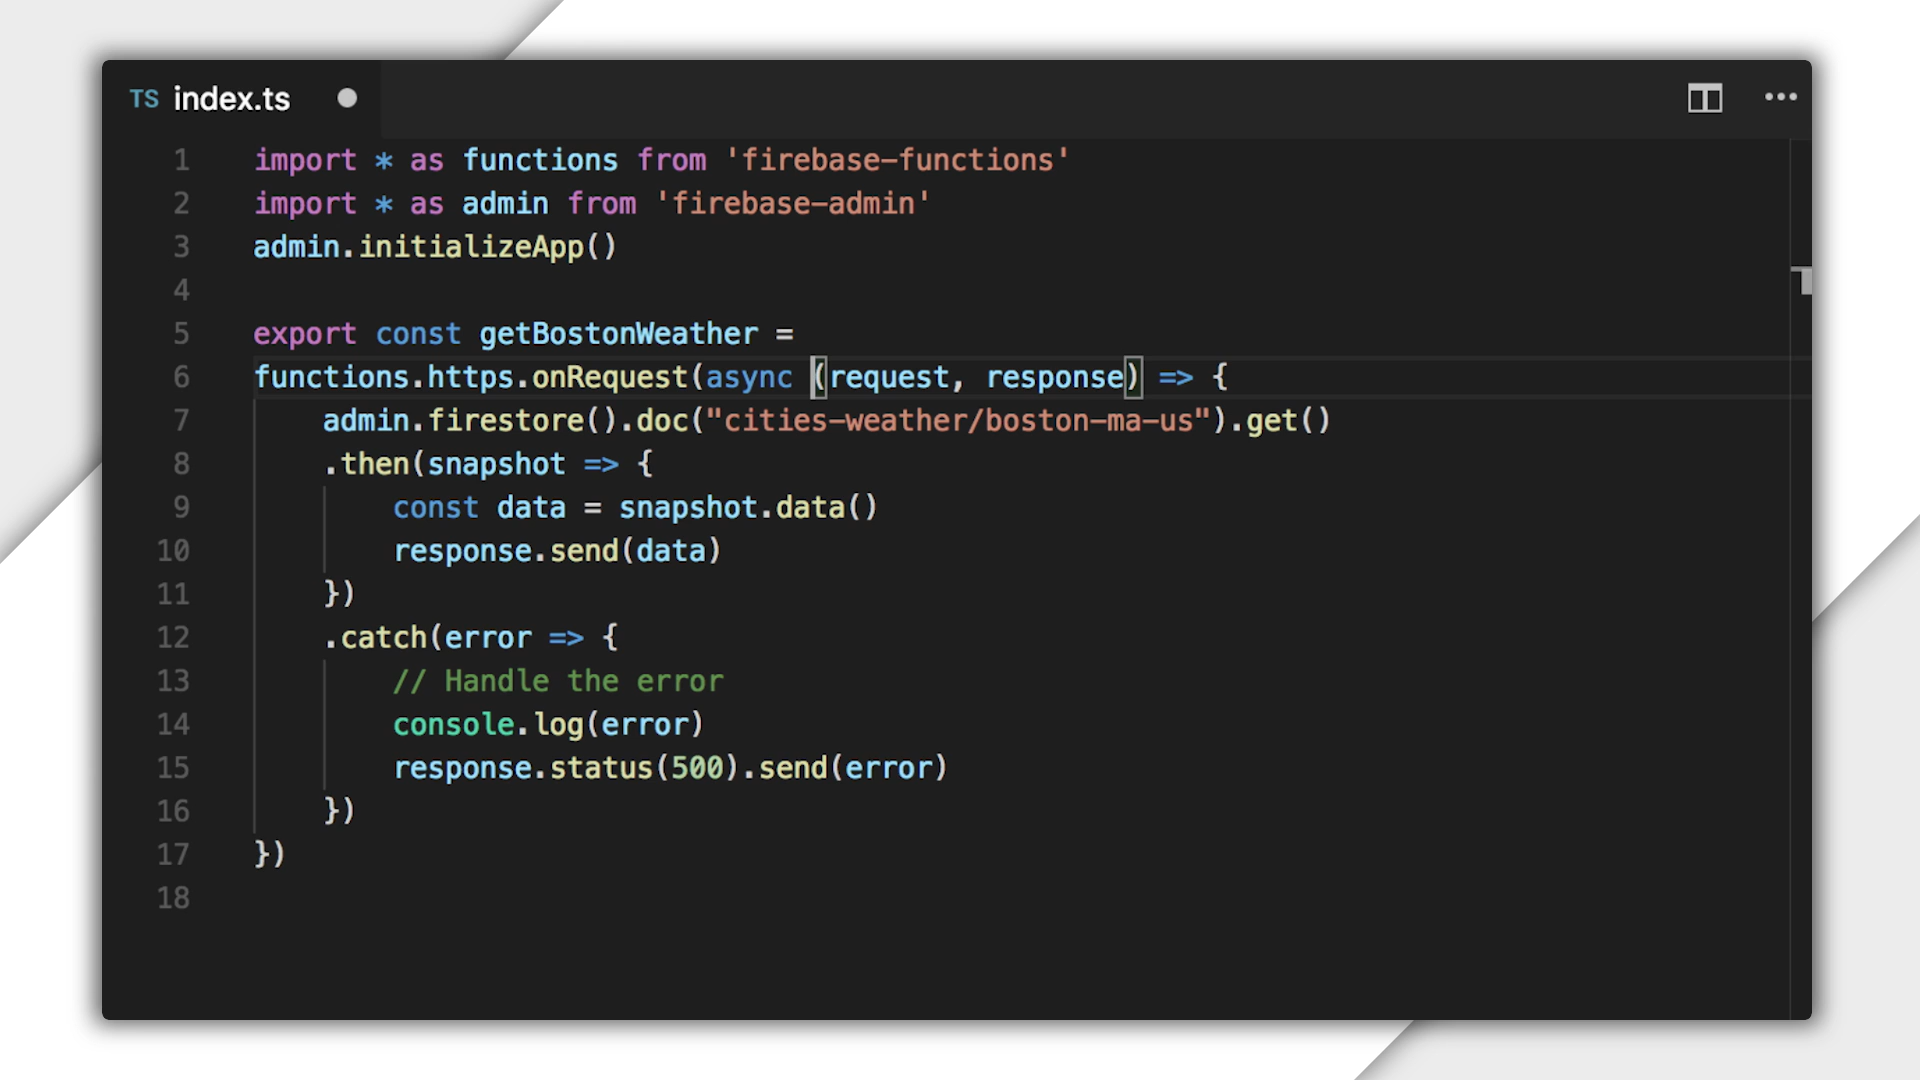 TS index.ts
1 import * as functions from 'firebase-functions'
2 import * as admin from 'firebase-admin'
3 admin.initializeApp()
4
5 export const getBostonWeather =
6 functions.https.onRequest(async (request, response) => {
7     admin.firestore().doc("cities-weather/boston-ma-us").get()
8     .then(snapshot => {
9         const data = snapshot.data()
10         response.send(data)
11     })
12     .catch(error => {
13         // Handle the error
14         console.log(error)
15         response.status(500).send(error)
16     })
17 })
18